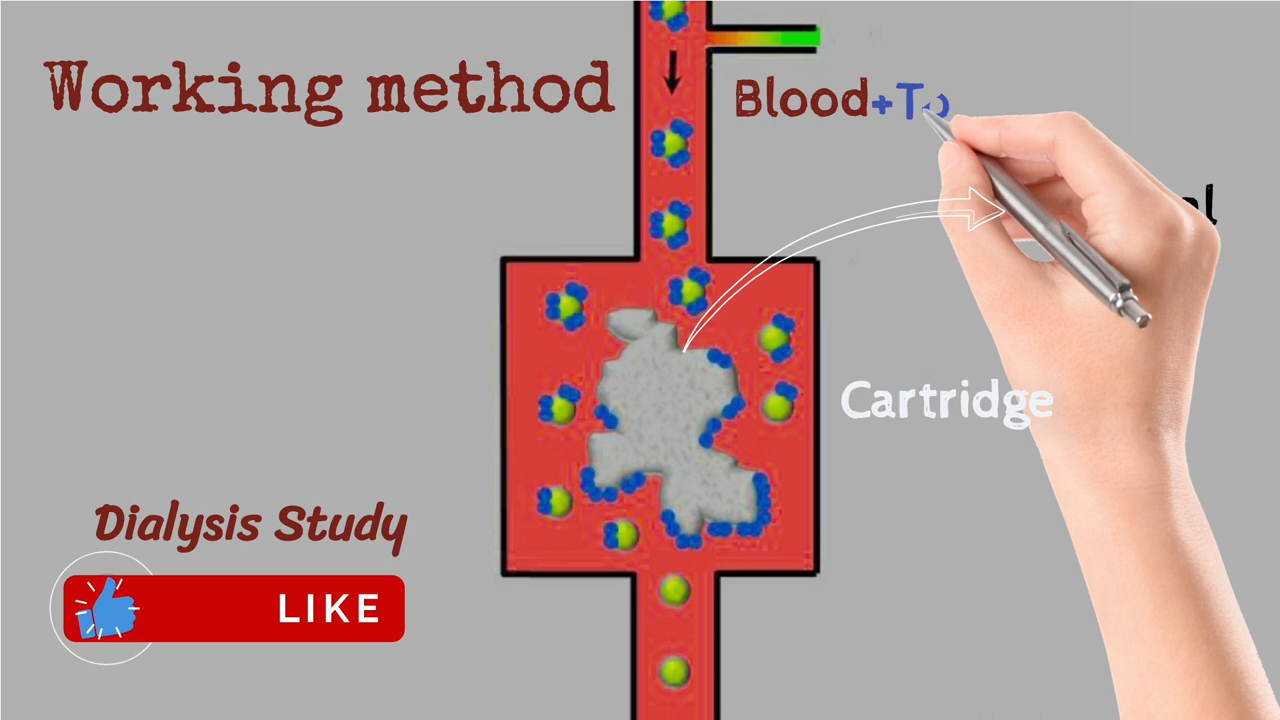 Working method
Blood+To
Cartridge
Dialysis Study
LIKE